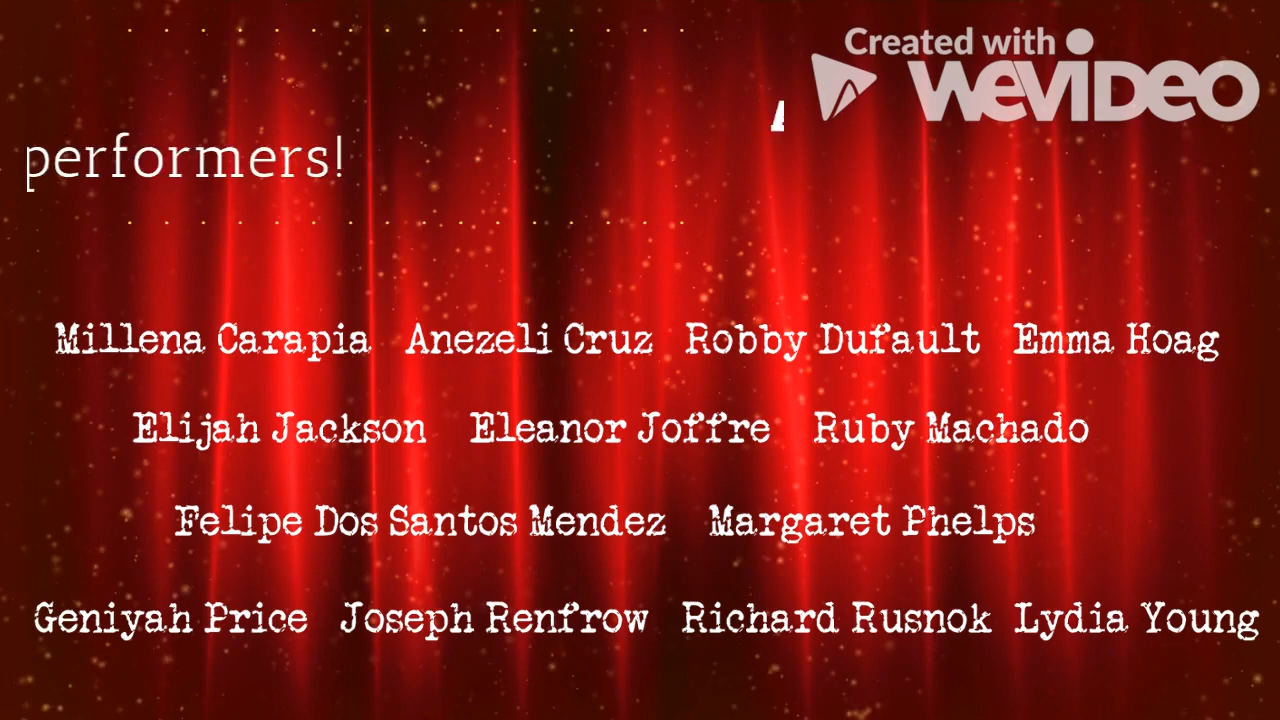 Created with
WEVIDEO
performers!
Millena Carapia Anezeli Cruz Robby Dufault Emma Hoag
Elijah Jackson Eleanor Joffre Ruby Machado
Felipe Dos Santos Mendez Margaret Phelps
Geniyah Price Joseph Renfrow Richard Rusnok Lydia Young